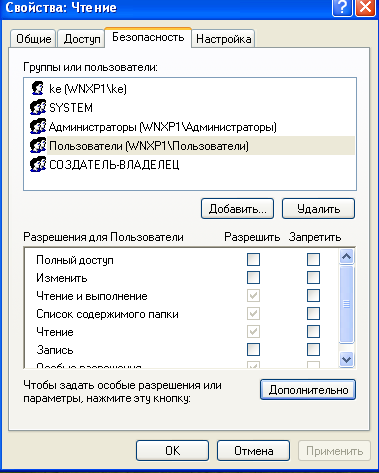 Свойства: Чтение
Общие Доступ Безопасность Настройка
Группы или пользователи:
ke (WNXP1\ke)
SYSTEM
Администраторы (WNXP1\Администраторы)
Пользователи (WNXP1\Пользователи)
СОЗДАТЕЛЬ-ВЛАДЕЛЕЦ
Добавить... Удалить
Разрешения для Пользователи Разрешить Запретить
Полный доступ
Изменить
Чтение и выполнение
Список содержимого папки
Чтение
Запись
Особые разрешения
Чтобы задать особые разрешения или
параметры, нажмите эту кнопку: Дополнительно
OK Отмена Применить